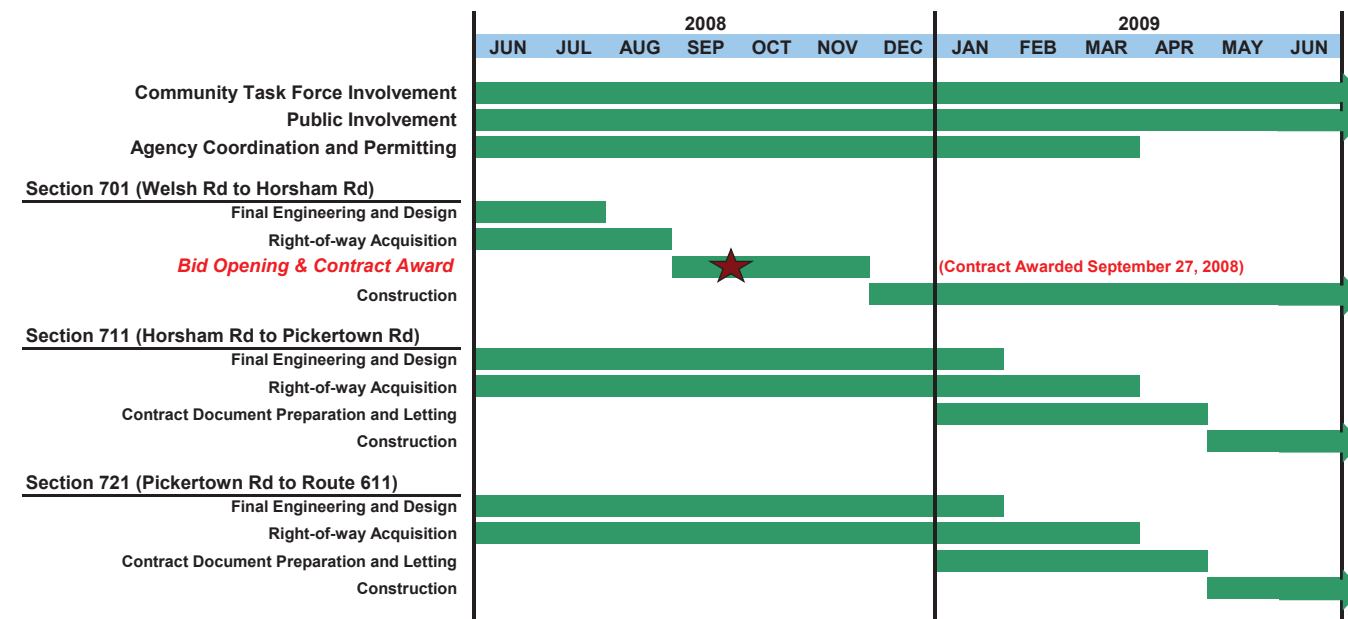 2008 2009
JUN JUL AUG SEP OCT NOV DEC JAN FEB MAR APR MAY JUN
Community Task Force Involvement
Public Involvement
Agency Coordination and Permitting
Section 701 (Welsh Rd to Horsham Rd)
Final Engineering and Design
Right-of-way Acquisition
Bid Opening & Contract Award (Contract Awarded September 27, 2008)
Construction
Section 711 (Horsham Rd to Pickertown Rd)
Final Engineering and Design
Right-of-way Acquisition
Contract Document Preparation and Letting
Construction
Section 721 (Pickertown Rd to Route 611)
Final Engineering and Design
Right-of-way Acquisition
Contract Document Preparation and Letting
Construction